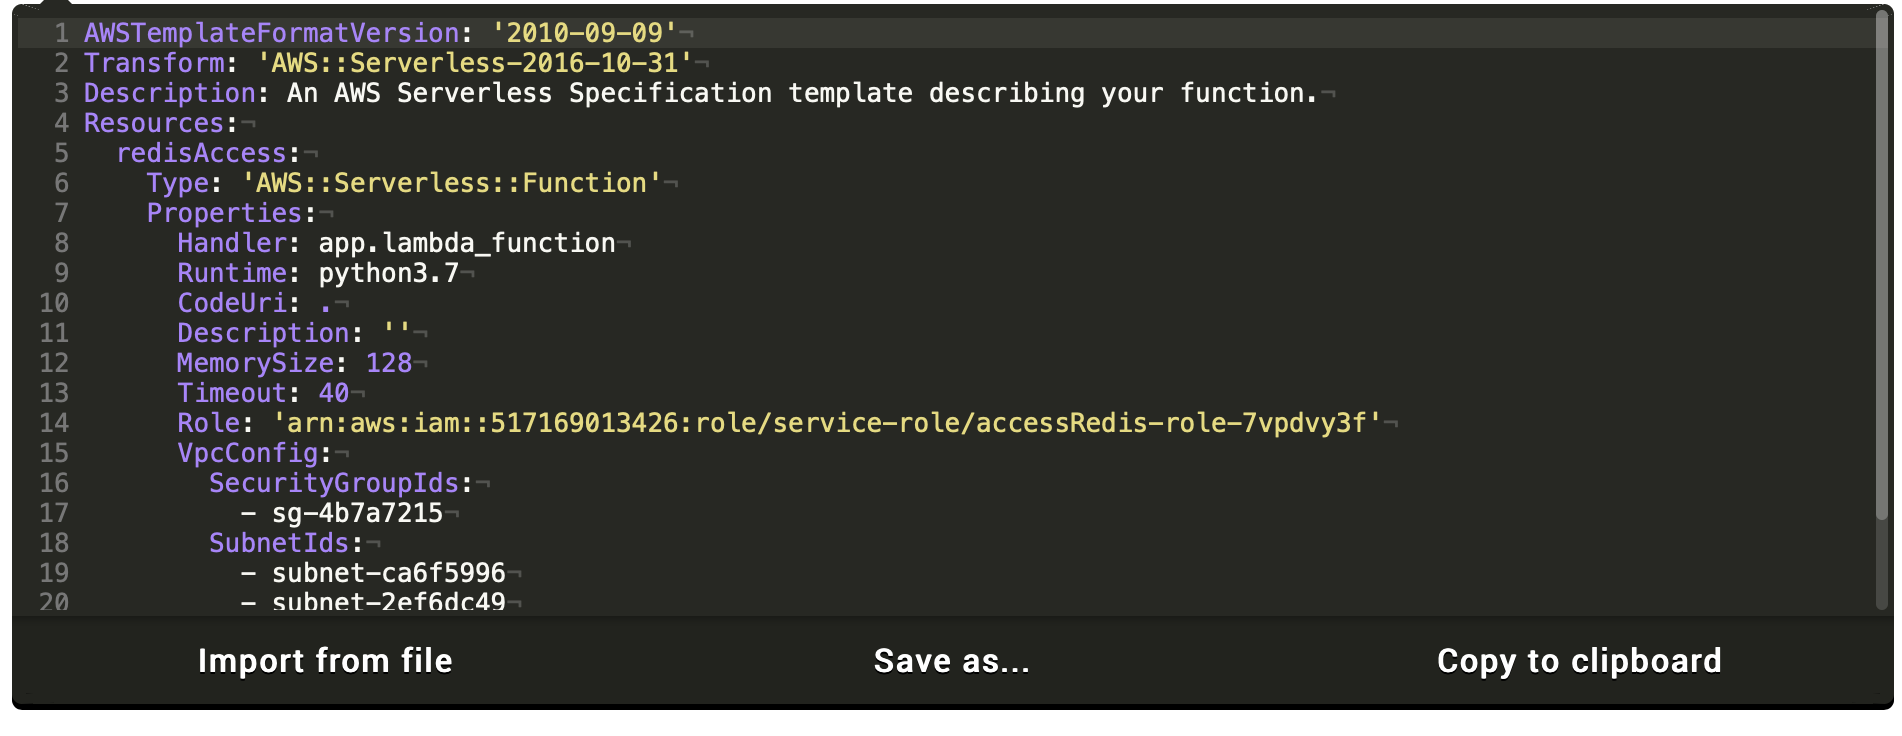 1 AWSTemplateFormatVersion: '2010-09-09'¬
2 Transform: 'AWS::Serverless-2016-10-31'¬
3 Description: An AWS Serverless Specification template describing your function.¬
4 Resources:¬
5   redisAccess:¬
6     Type: 'AWS::Serverless::Function'¬
7     Properties:¬
8       Handler: app.lambda_function¬
9       Runtime: python3.7¬
10       CodeUri: .¬
11       Description: ''¬
12       MemorySize: 128¬
13       Timeout: 40¬
14       Role: 'arn:aws:iam::517169013426:role/service-role/accessRedis-role-7vpdvy3f'¬
15       VpcConfig:¬
16         SecurityGroupIds:¬
17           - sg-4b7a7215¬
18         SubnetIds:¬
19           - subnet-ca6f5996¬
20           - subnet-2ef6dc49¬
Import from file
Save as...
Copy to clipboard